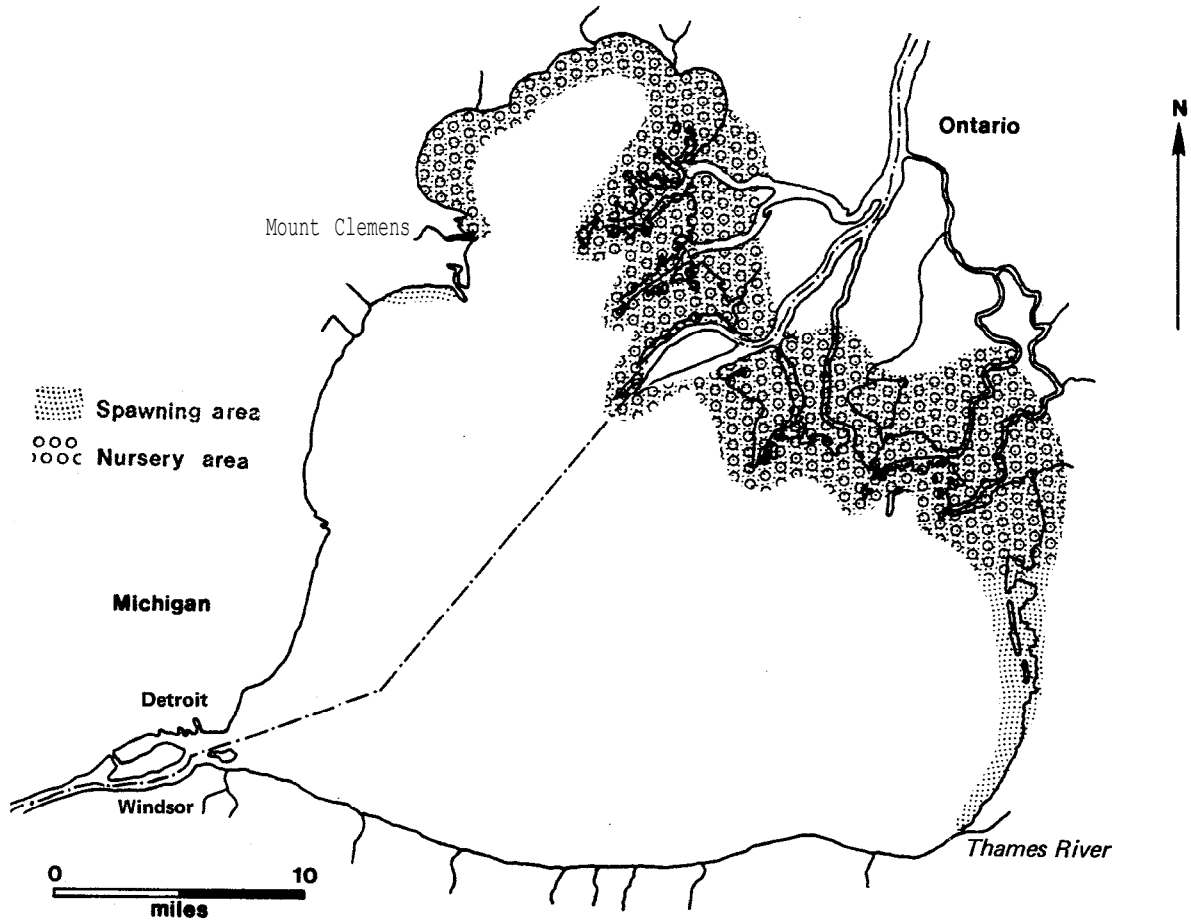 N
Ontario
Mount Clemens
Spawning area
Nursery area
Michigan
Detroit
Windsor
Thames River
0 10
miles